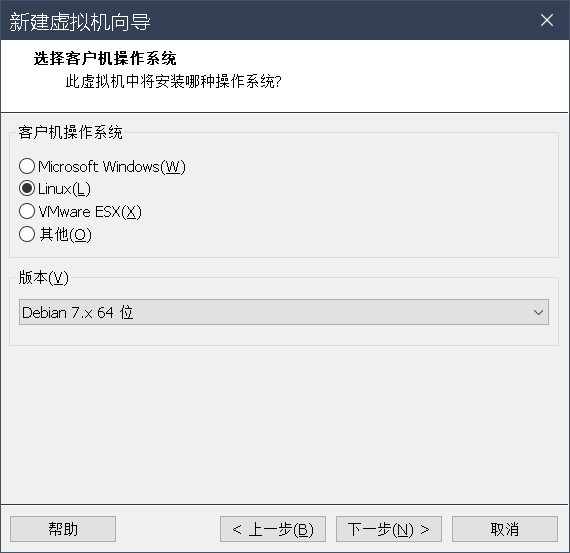 新建虚拟机向导
选择客户机操作系统
此虚拟机中将安装哪种操作系统?
客户机操作系统
Microsoft Windows(W)
Linux(L)
VMware ESX(X)
其他(O)
版本(V)
Debian 7.x 64 位
帮助
< 上一步(B)
下一步(N) >
取消